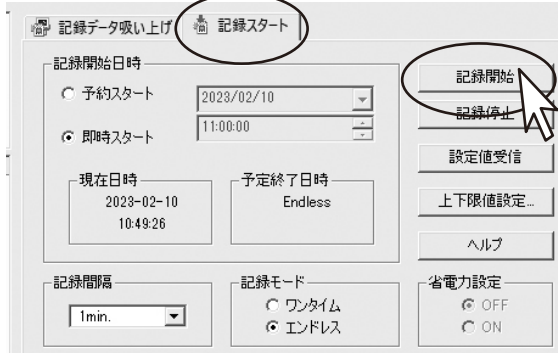 記録データ吸い上げ
記録スタート
記録開始日時
予約スタート
2023/02/10
即時スタート
11:00:00
現在日時
2023-02-10
10:49:26
予定終了日時
Endless
記録開始
記録停止
設定値受信
上下限値設定...
ヘルプ
記録間隔
1min.
記録モード
ワンタイム
エンドレス
省電力設定
OFF
ON